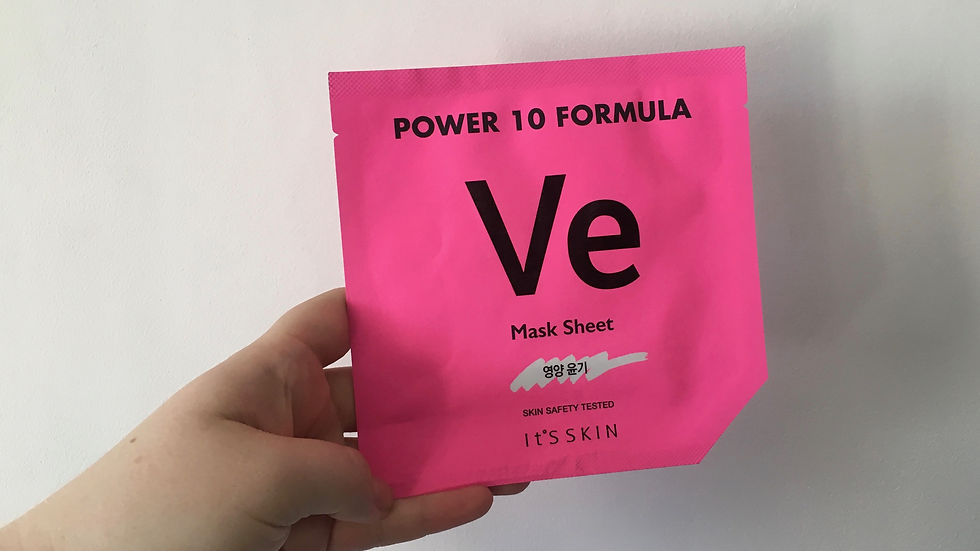 POWER 10 FORMULA
Ve
Mask Sheet
영양 윤기
SKIN SAFETY TESTED
It'S SKIN